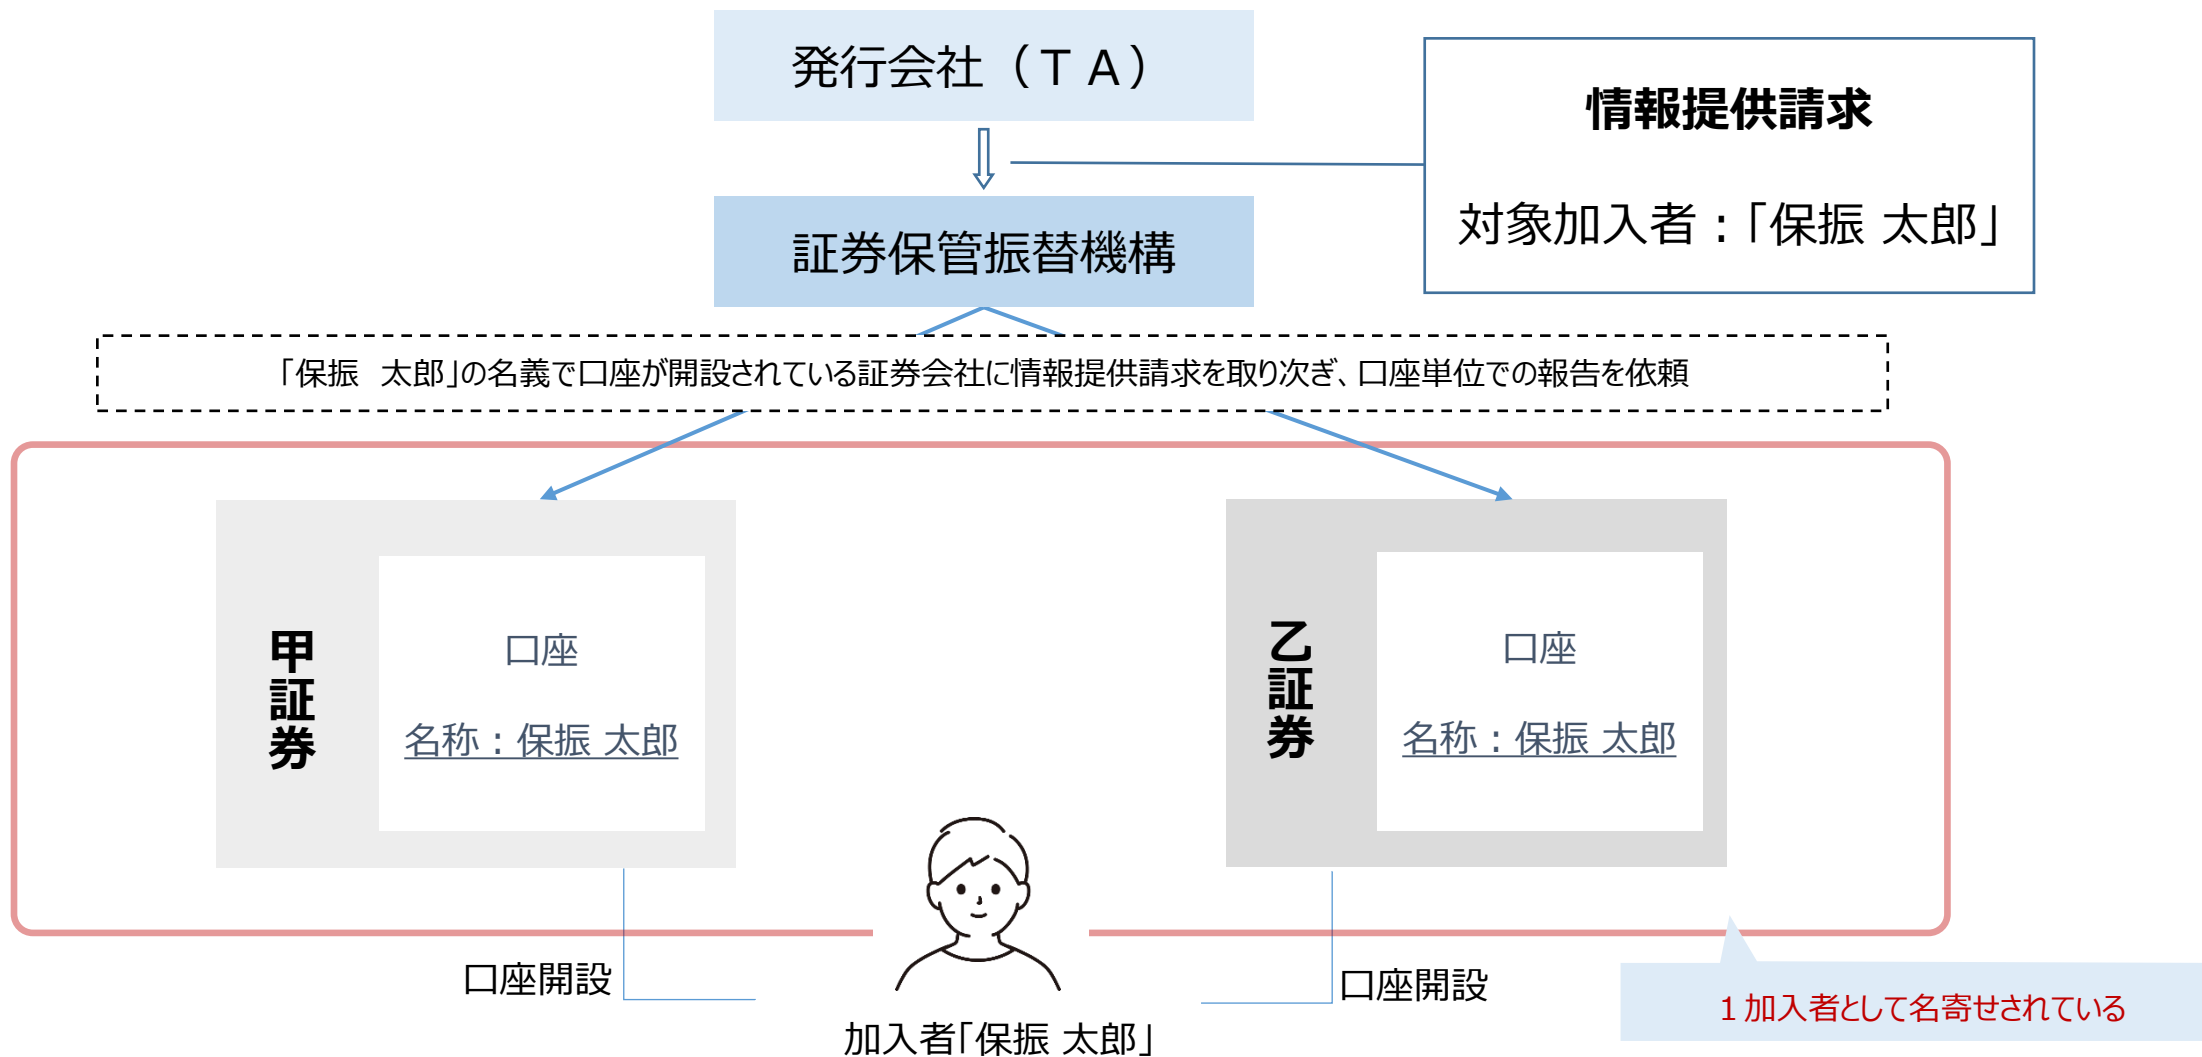 発行会社（ＴＡ）
情報提供請求
対象加入者：「保振 太郎」
証券保管振替機構
「保振　太郎」の名義で口座が開設されている証券会社に情報提供請求を取り次ぎ、口座単位での報告を依頼
甲証券
口座
名称：保振 太郎
乙証券
口座
名称：保振 太郎
口座開設
口座開設
加入者「保振 太郎」
１加入者として名寄せされている